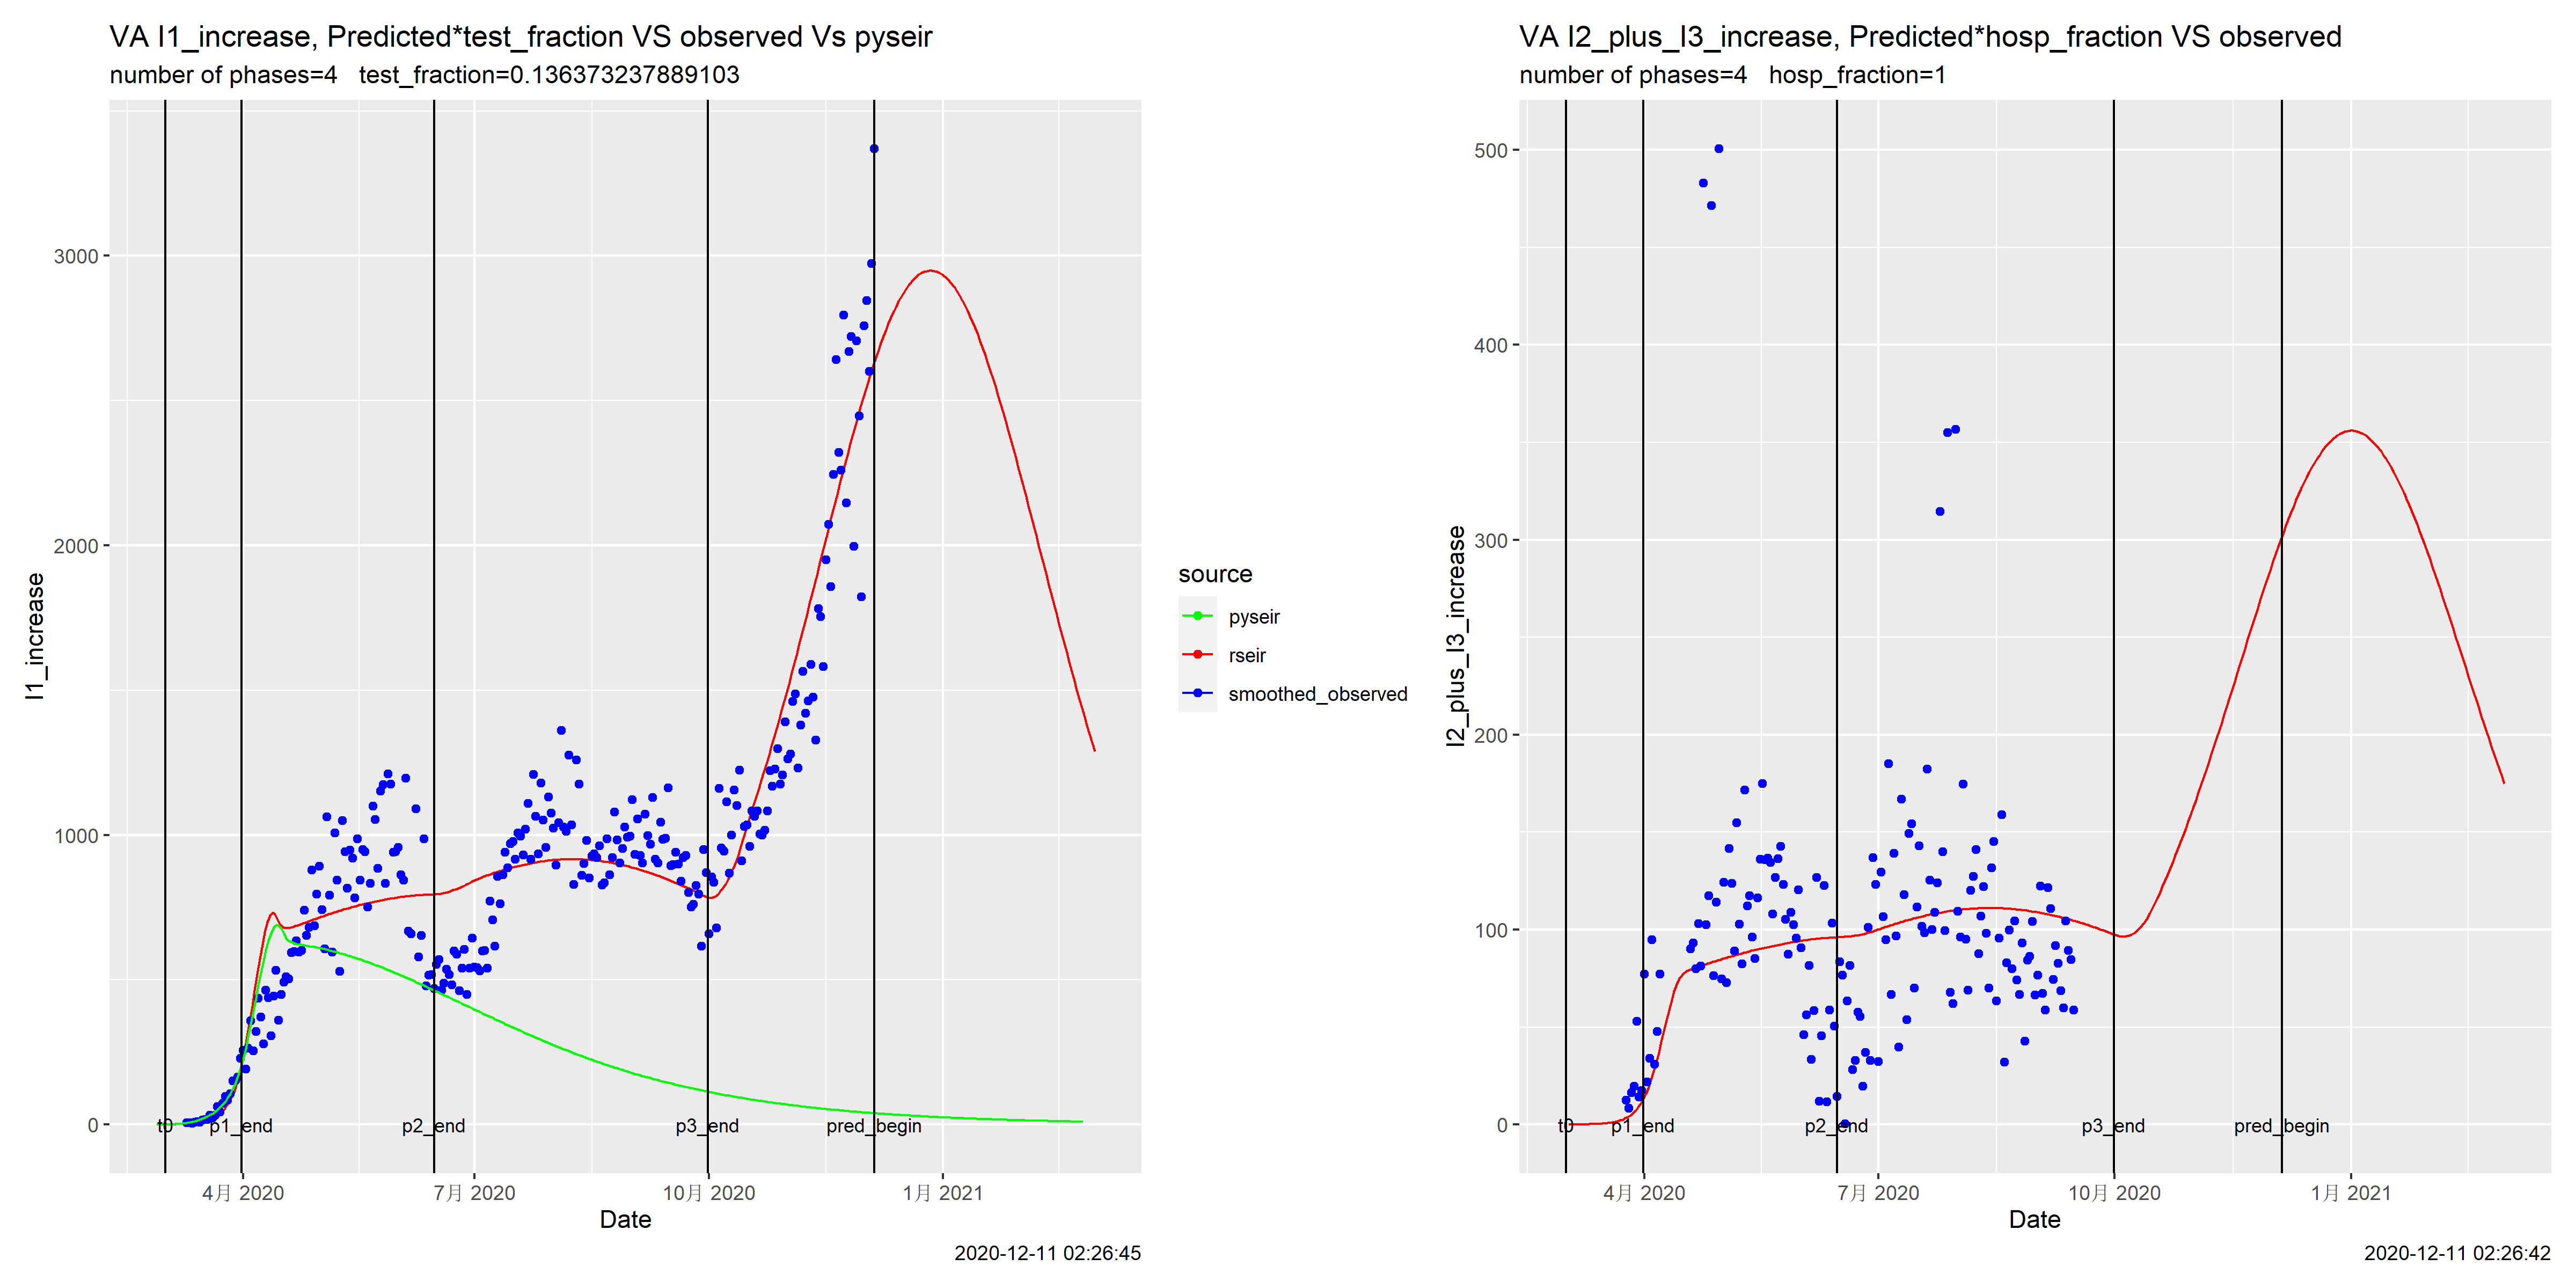 VA I1_increase, Predicted*test_fraction VS observed Vs pyseir
number of phases=4   test_fraction=0.136373237889103
I1_increase
3000
2000
1000
0
t0
p1_end
p2_end
p3_end
pred_begin
4月 2020
7月 2020
10月 2020
1月 2021
Date
2020-12-11 02:26:45
source
pyseir
rseir
smoothed_observed
VA I2_plus_I3_increase, Predicted*hosp_fraction VS observed
number of phases=4   hosp_fraction=1
I2_plus_I3_increase
500
400
300
200
100
0
t0
p1_end
p2_end
p3_end
pred_begin
4月 2020
7月 2020
10月 2020
1月 2021
Date
2020-12-11 02:26:42